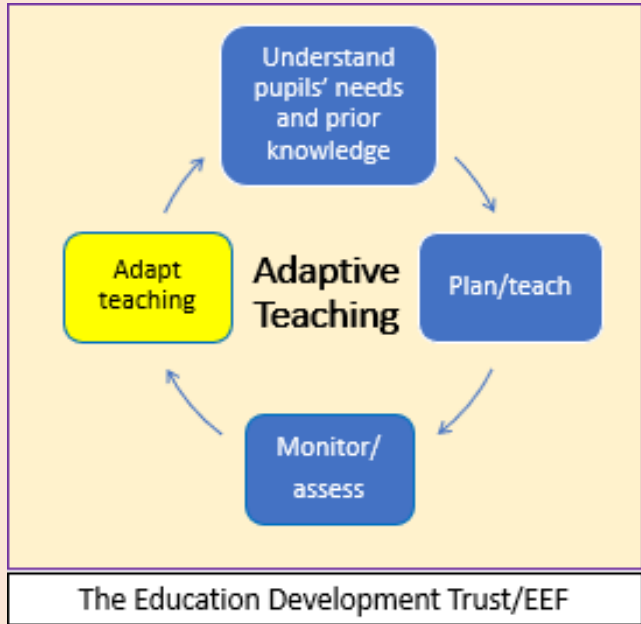 Understand
pupils' needs
and prior
knowledge
Adapt
teaching
Adaptive
Teaching
Plan/teach
Monitor/
assess
The Education Development Trust/EEF